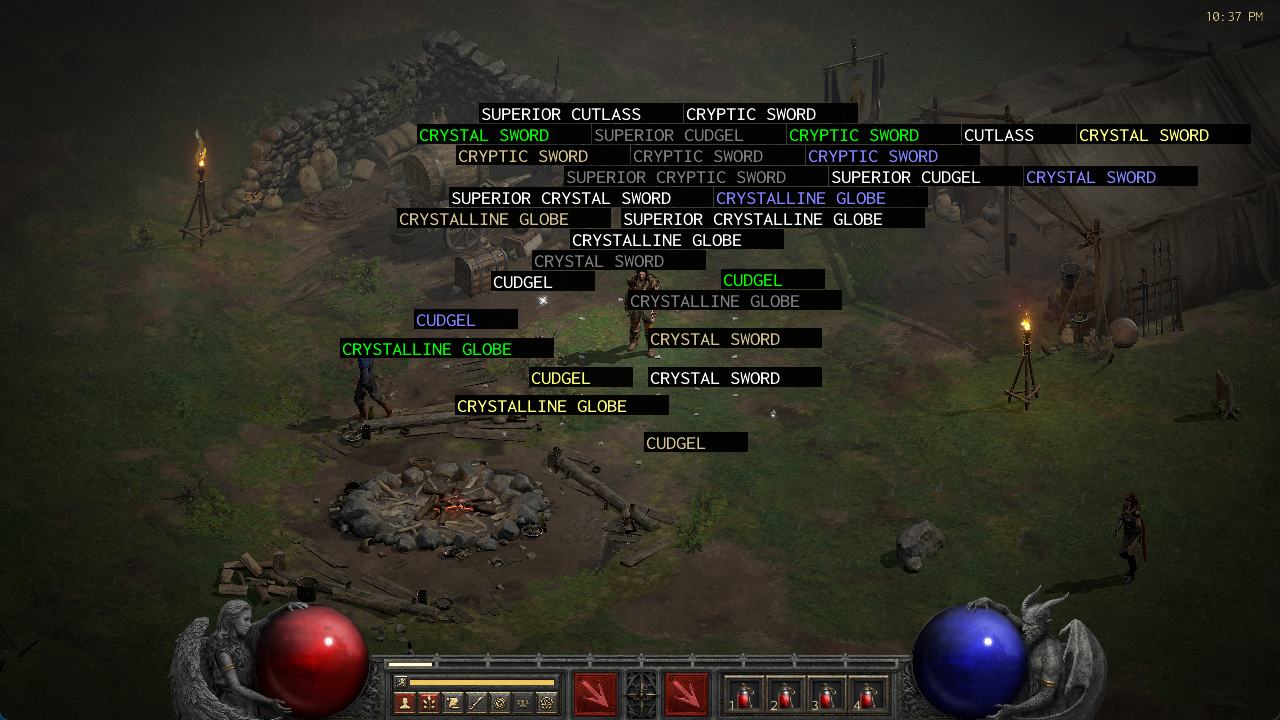 10:37 PM
SUPERIOR CUTLASS CRYPTIC SWORD
CRYSTAL SWORD SUPERIOR CUDGEL CRYPTIC SWORD CUTLASS CRYSTAL SWORD
CRYPTIC SWORD CRYPTIC SWORD CRYPTIC SWORD
SUPERIOR CRYPTIC SWORD SUPERIOR CUDGEL CRYSTAL SWORD
SUPERIOR CRYSTAL SWORD CRYSTALLINE GLOBE
CRYSTALLINE GLOBE SUPERIOR CRYSTALLINE GLOBE
CRYSTALLINE GLOBE
CRYSTAL SWORD
CUDGEL CUDGEL
CRYSTALLINE GLOBE
CUDGEL
CRYSTAL SWORD
CRYSTALLINE GLOBE
CUDGEL CRYSTAL SWORD
CRYSTALLINE GLOBE
CUDGEL
1 2 3 4